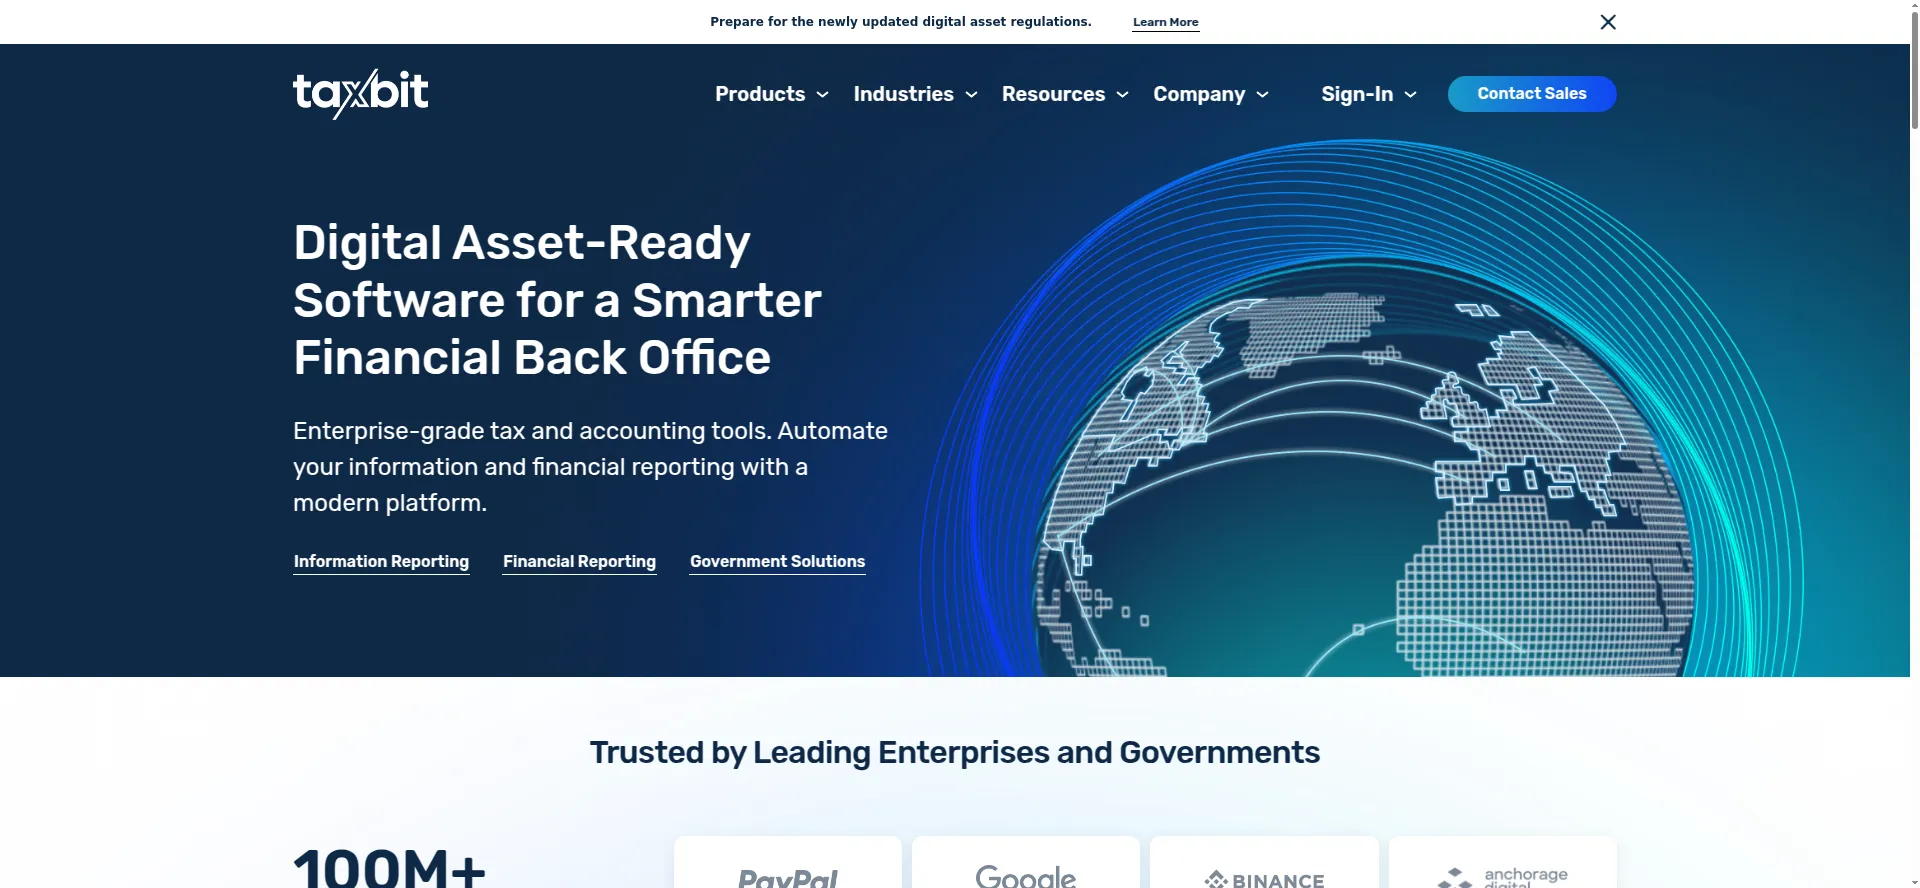 Prepare for the newly updated digital asset regulations. Learn More
taxbit
Products Industries Resources Company Sign-In Contact Sales
Digital Asset-Ready
Software for a Smarter
Financial Back Office
Enterprise-grade tax and accounting tools. Automate
your information and financial reporting with a
modern platform.
Information Reporting Financial Reporting Government Solutions
Trusted by Leading Enterprises and Governments
100M+
PayPal Google BINANCE anchorage
digital